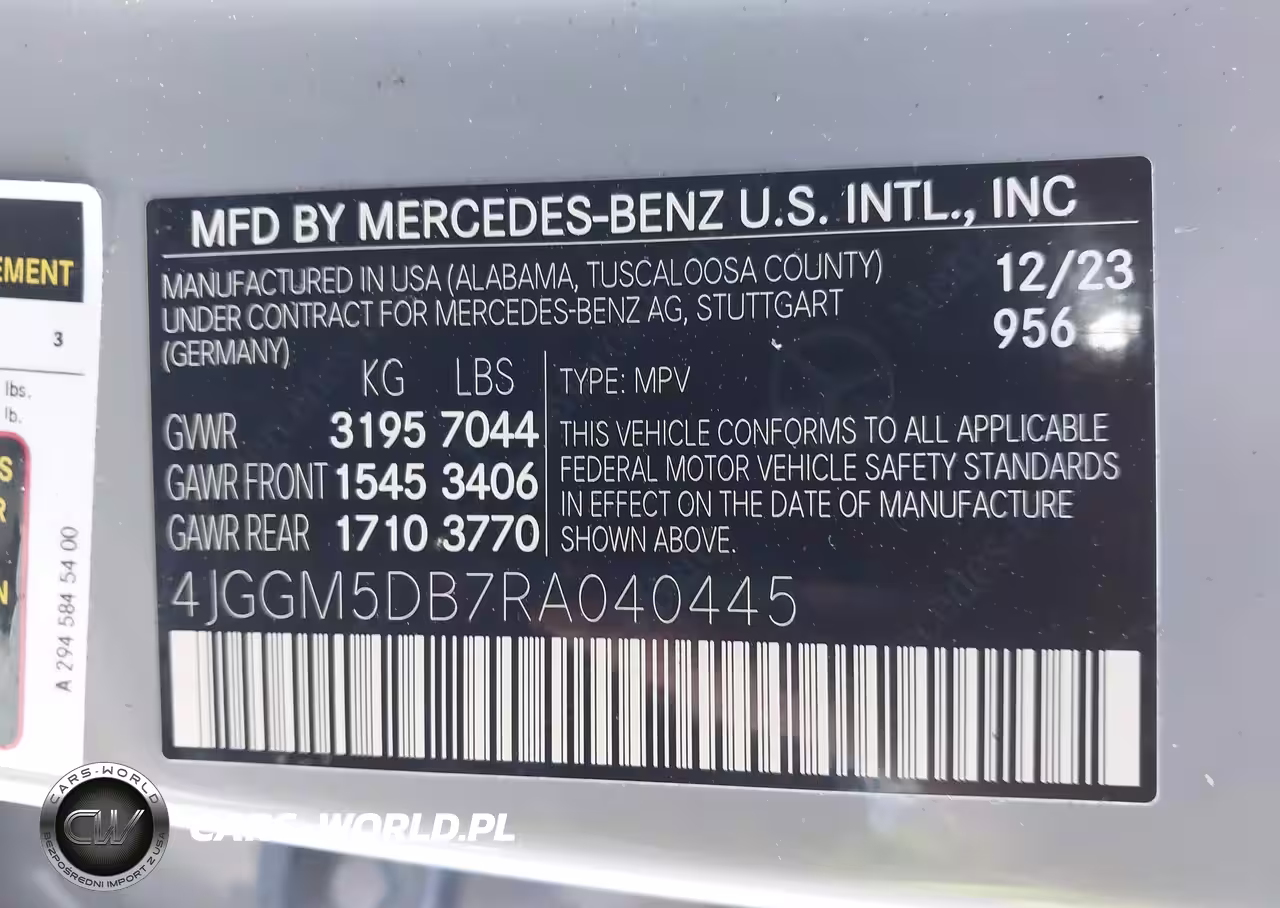 MFD BY MERCEDES-BENZ U.S. INTL., INC
MANUFACTURED IN USA (ALABAMA, TUSCALOOSA COUNTY)
UNDER CONTRACT FOR MERCEDES-BENZ AG, STUTTGART
(GERMANY)
12/23
956
KG LBS
GVWR 3195 7044
GAWR FRONT 1545 3406
GAWR REAR 1710 3770
TYPE: MPV
THIS VEHICLE CONFORMS TO ALL APPLICABLE
FEDERAL MOTOR VEHICLE SAFETY STANDARDS
IN EFFECT ON THE DATE OF MANUFACTURE
SHOWN ABOVE.
4JGGM5DB7RA040445
EMENT
3
lbs.
lb.
S
R
N
A 294 584 54 00
CARS-WORLD
CW
BEZPOŚREDNI IMPORT Z USA
CARS-WORLD.PL